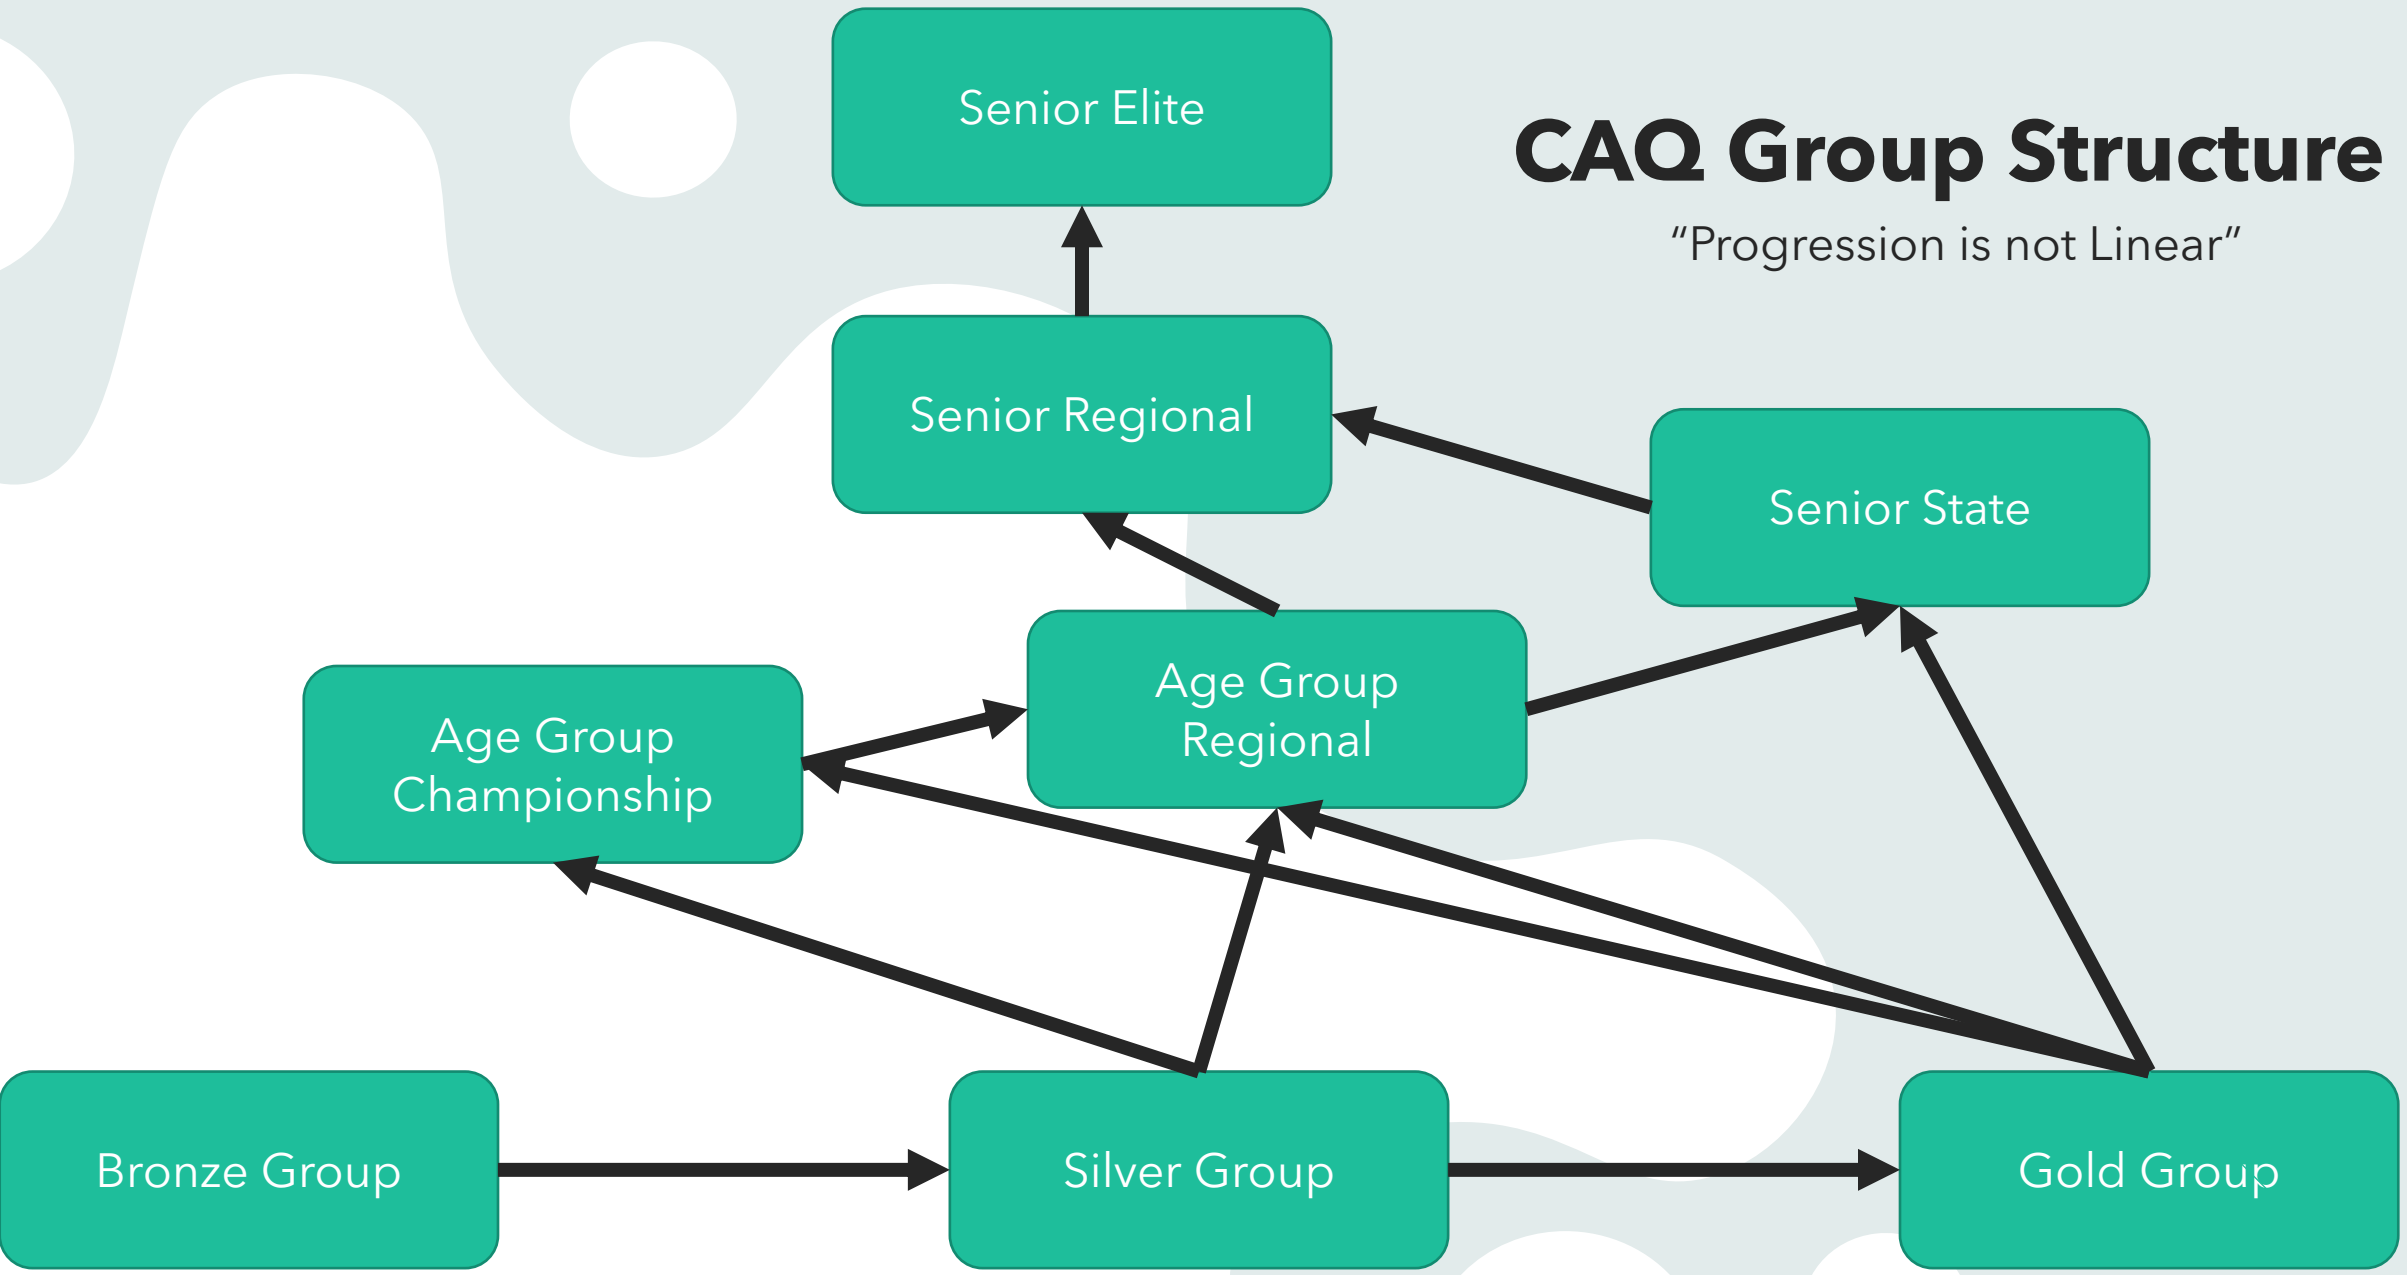 Senior Elite
CAQ Group Structure
“Progression is not Linear”
Senior Regional
Senior State
Age Group
Regional
Age Group
Championship
Bronze Group
Silver Group
Gold Group